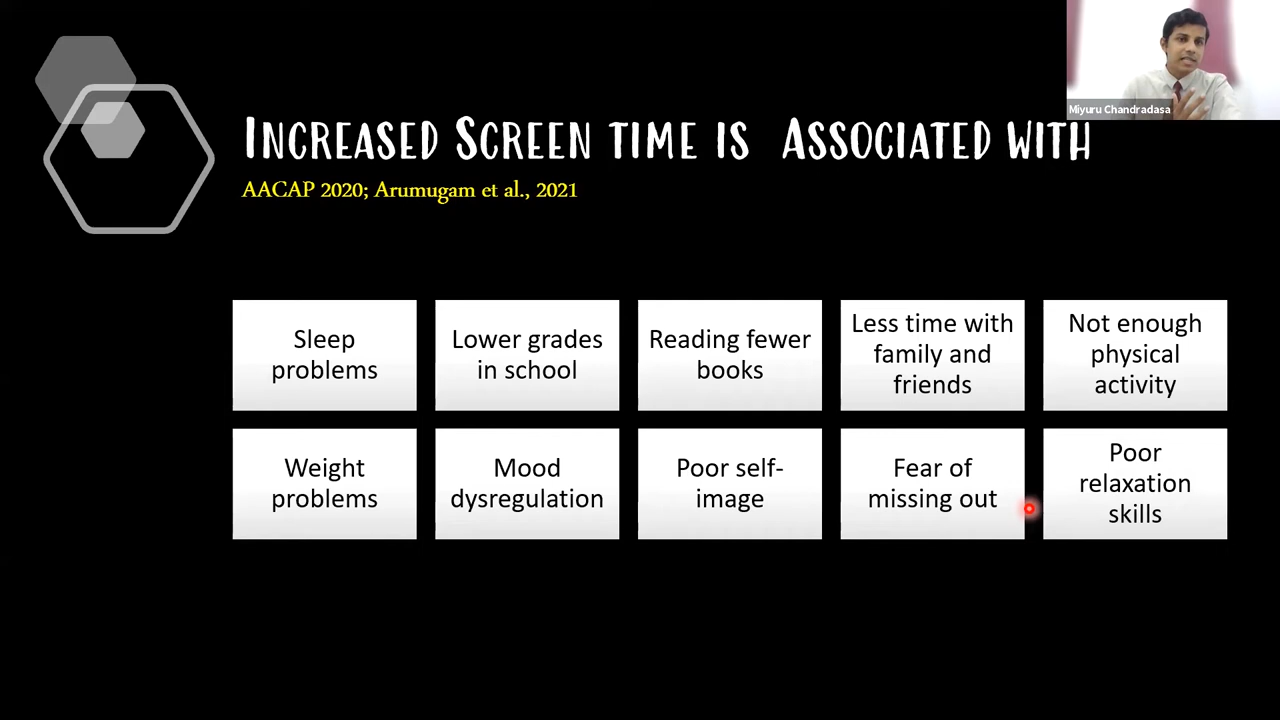 Miyuru Chandradasa
INCREASED SCREEN TIME IS ASSOCIATED WITH
AACAP 2020; Arumugam et al., 2021
Sleep
problems
Lower grades
in school
Reading fewer
books
Less time with
family and
friends
Not enough
physical
activity
Weight
problems
Mood
dysregulation
Poor self-
image
Fear of
missing out
Poor
relaxation
skills